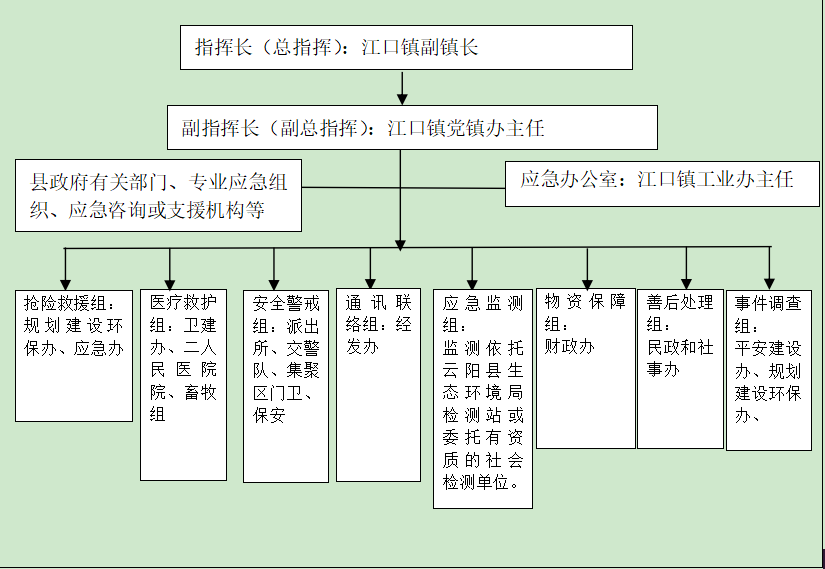 指挥长（总指挥）：江口镇副镇长
副指挥长（副总指挥）：江口镇党镇办主任
县政府有关部门、专业应急组
织、应急咨询或支援机构等
应急办公室：江口镇工业办主任
抢险救援组：
规划建设环
保办、应急办
医疗救护
组：卫建
办、二人
民医院
院、畜牧
组
安全警戒
组：派出
所、交警
队、集聚
区门卫、
保安
通讯联
络组：经
发办
应急监测
组：
监测依托
云阳县生
态环境局
检测站或
委托有资
质的社会
检测单位。
物资保障
组：
财政办
善后处理
组：
民政和社
事办
事件调查
组：
平安建设
办、规划
建设环保
办、